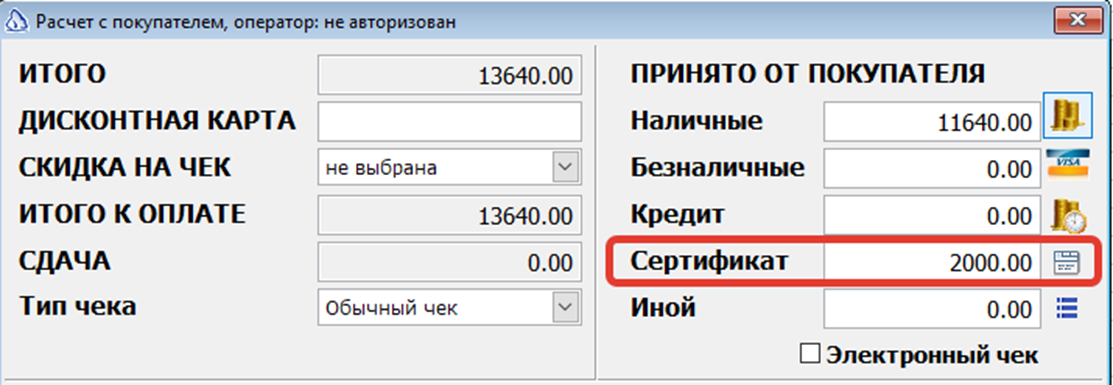 Расчет с покупателем, оператор: не авторизован
ИТОГО 13640.00
ДИСКОНТНАЯ КАРТА
СКИДКА НА ЧЕК не выбрана
ИТОГО К ОПЛАТЕ 13640.00
СДАЧА 0.00
Тип чека Обычный чек
ПРИНЯТО ОТ ПОКУПАТЕЛЯ
Наличные 11640.00
Безналичные 0.00 VISA
Кредит 0.00
Сертификат 2000.00
Иной 0.00
Электронный чек